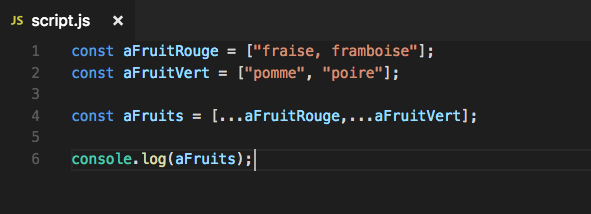 JS script.js ×
1 const aFruitRouge = ["fraise, framboise"];
2 const aFruitVert = ["pomme", "poire"];
3
4 const aFruits = [...aFruitRouge,...aFruitVert];
5
6 console.log(aFruits);